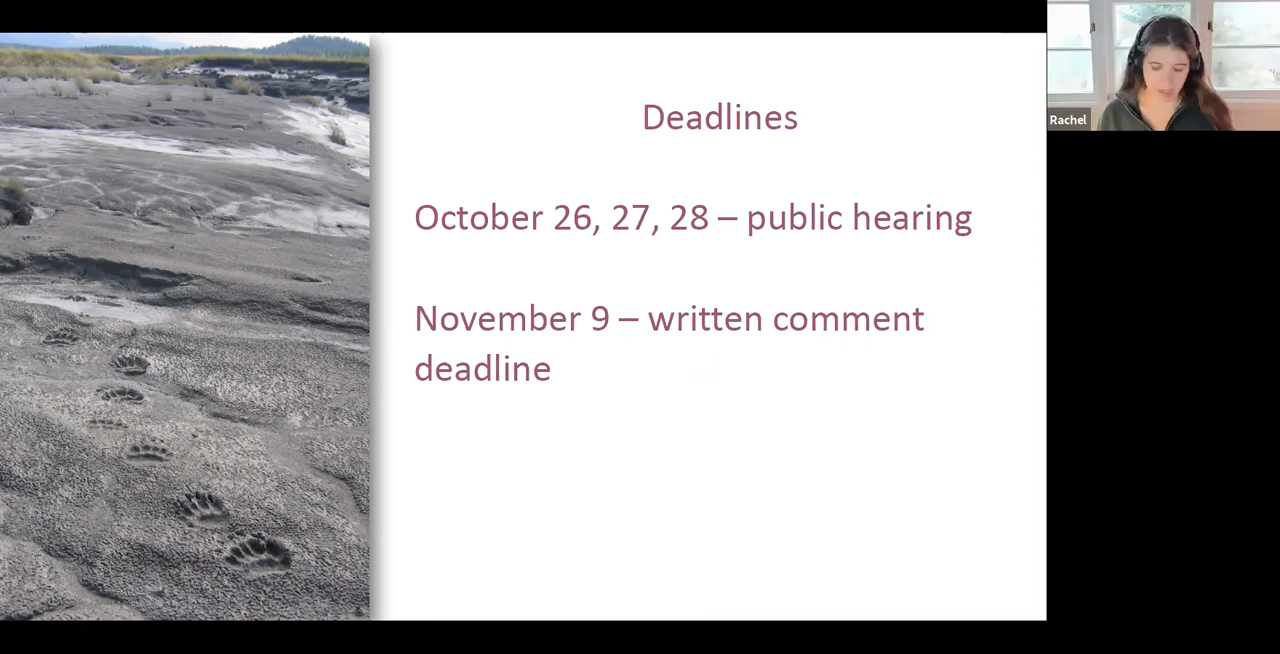 Deadlines
October 26, 27, 28 – public hearing
November 9 – written comment
deadline
Rachel